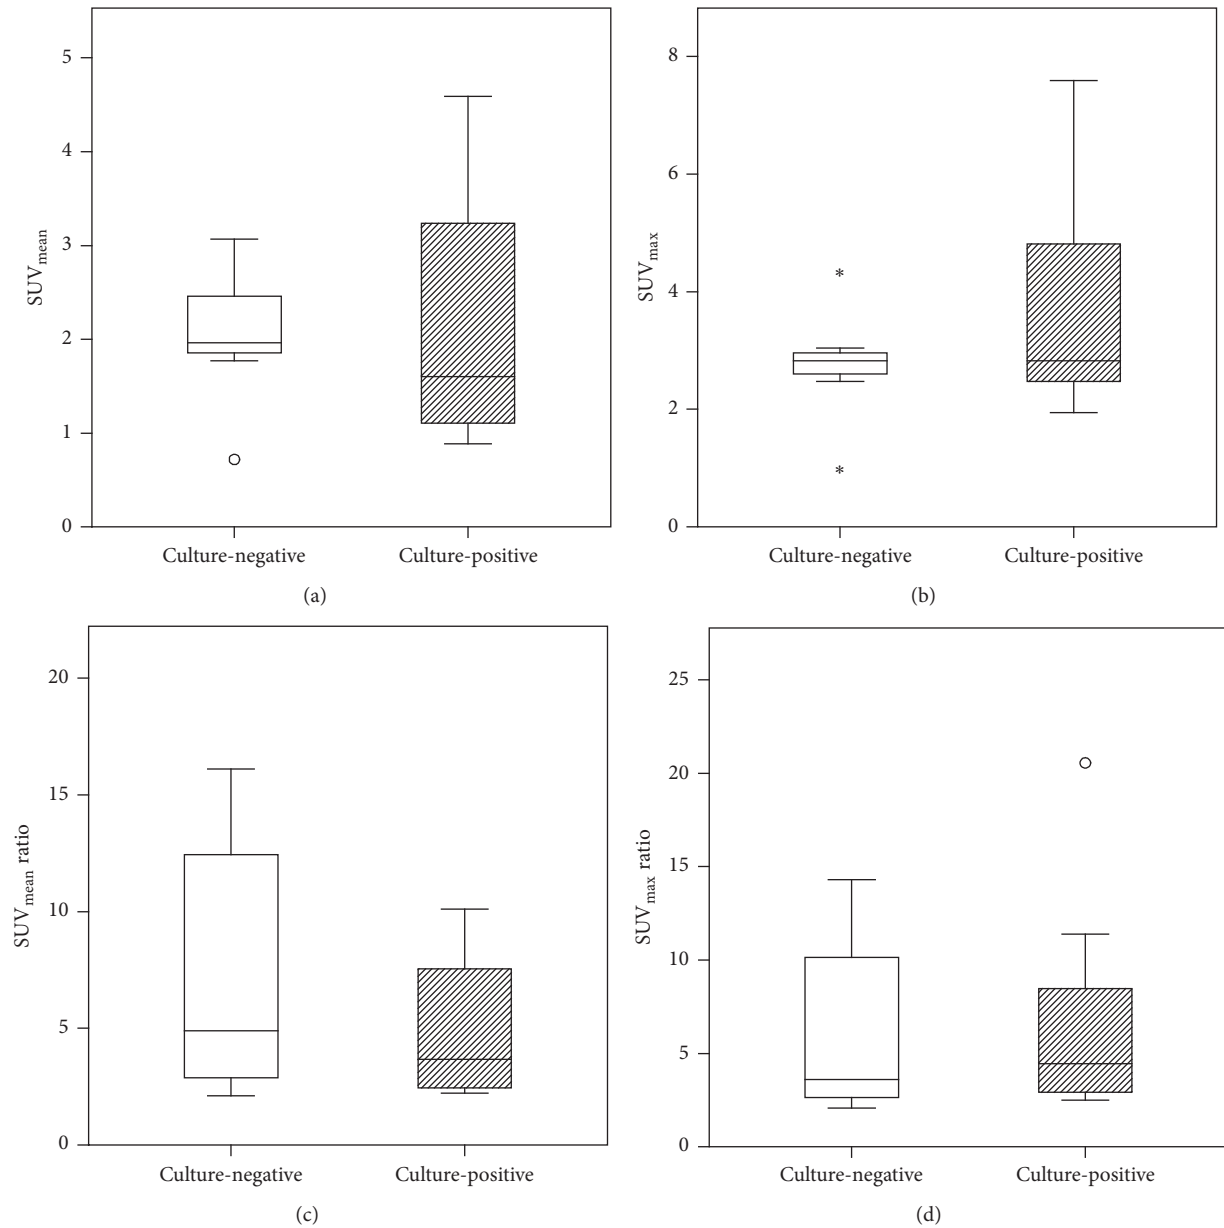 5
4
3
2
1
0
SUVmean
Culture-negative Culture-positive
(a)
8
6
4
2
0
SUVmax
* 
*
Culture-negative Culture-positive
(b)
20
15
10
5
0
SUVmean ratio
Culture-negative Culture-positive
(c)
25
20
15
10
5
0
SUVmax ratio
Culture-negative Culture-positive
(d)